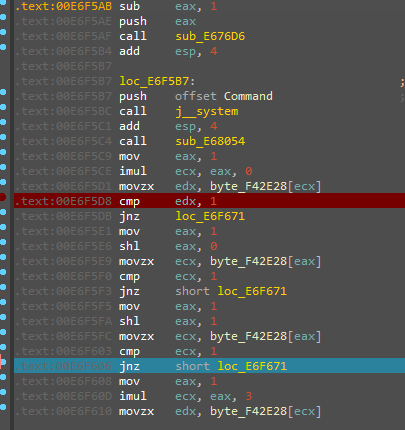 .text:00E6F5AB sub eax, 1
.text:00E6F5AE push eax
.text:00E6F5AF call sub_E676D6
.text:00E6F5B4 add esp, 4
.text:00E6F5B7
.text:00E6F5B7 loc_E6F5B7: ;
.text:00E6F5B7 push offset Command ;
.text:00E6F5BC call j__system
.text:00E6F5C1 add esp, 4
.text:00E6F5C4 call sub_E68054
.text:00E6F5C9 mov eax, 1
.text:00E6F5CE imul ecx, eax, 0
.text:00E6F5D1 movzx edx, byte_F42E28[ecx]
.text:00E6F5D8 cmp edx, 1
.text:00E6F5DB jnz loc_E6F671
.text:00E6F5E1 mov eax, 1
.text:00E6F5E6 shl eax, 0
.text:00E6F5E9 movzx ecx, byte_F42E28[eax]
.text:00E6F5F0 cmp ecx, 1
.text:00E6F5F3 jnz short loc_E6F671
.text:00E6F5F5 mov eax, 1
.text:00E6F5FA shl eax, 1
.text:00E6F5FC movzx ecx, byte_F42E28[eax]
.text:00E6F603 cmp ecx, 1
jnz short loc_E6F671
.text:00E6F608 mov eax, 1
.text:00E6F60D imul ecx, eax, 3
.text:00E6F610 movzx edx, byte_F42E28[ecx]